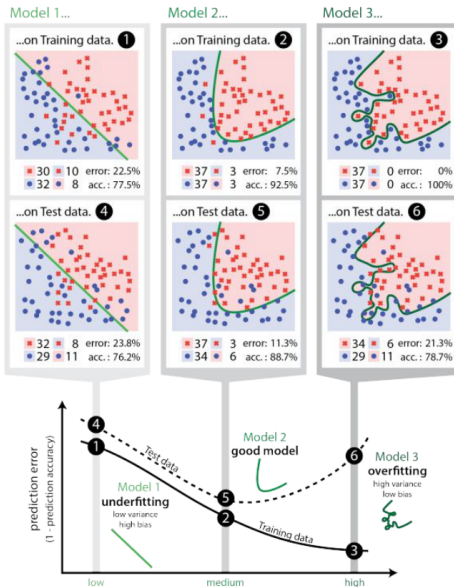 Model 1... Model 2... Model 3...
...on Training data. 1
30 10 error: 22.5%
32 8 acc.: 77.5%
...on Training data. 2
37 3 error: 7.5%
37 3 acc.: 92.5%
...on Training data. 3
37 0 error: 0%
37 0 acc.: 100%
...on Test data. 4
32 8 error: 23.8%
29 11 acc.: 76.2%
...on Test data. 5
37 3 error: 11.3%
34 6 acc.: 88.7%
...on Test data. 6
34 6 error: 21.3%
29 11 acc.: 78.7%
prediction error
(1 - prediction accuracy)
4
1
Test data
Model 1
underfitting
low variance
high bias
5
2
Model 2
good model
Training data
6
3
Model 3
overfitting
high variance
low bias
low medium high